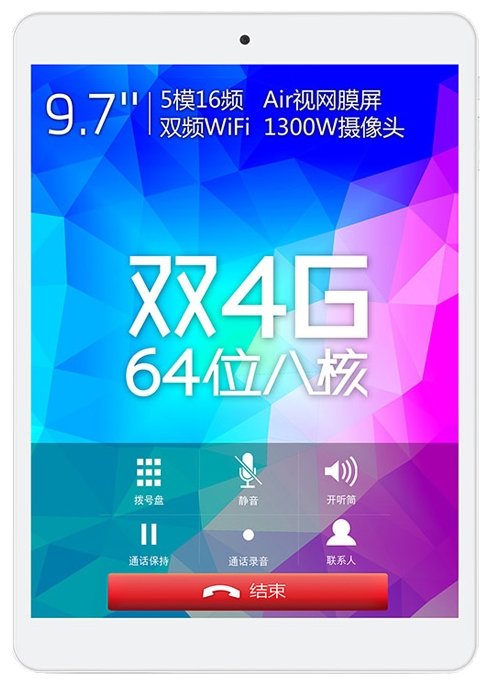 9.7"
5模16频 Air视网膜屏
双频WiFi 1300W摄像头
双4G
64位八核
拨号盘 静音 开听筒
通话保持 通话录音 联系人
结束